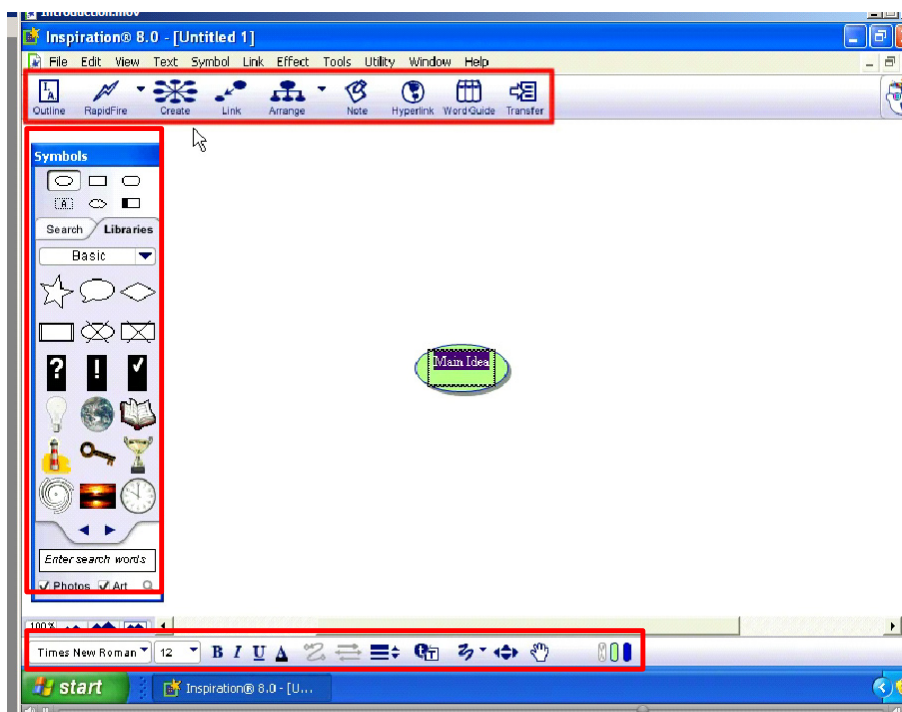 Introduction.mov
Inspiration® 8.0 - [Untitled 1]
File Edit View Text Symbol Link Effect Tools Utility Window Help
Outline RapidFire Create Link Arrange Note Hyperlink Word Guide Transfer
Symbols
A
Search Libraries
Basic
Main Idea
? !
Enter search words
Photos Art
100%
Times New Roman 12 B I U A
start Inspiration® 8.0 - [U...